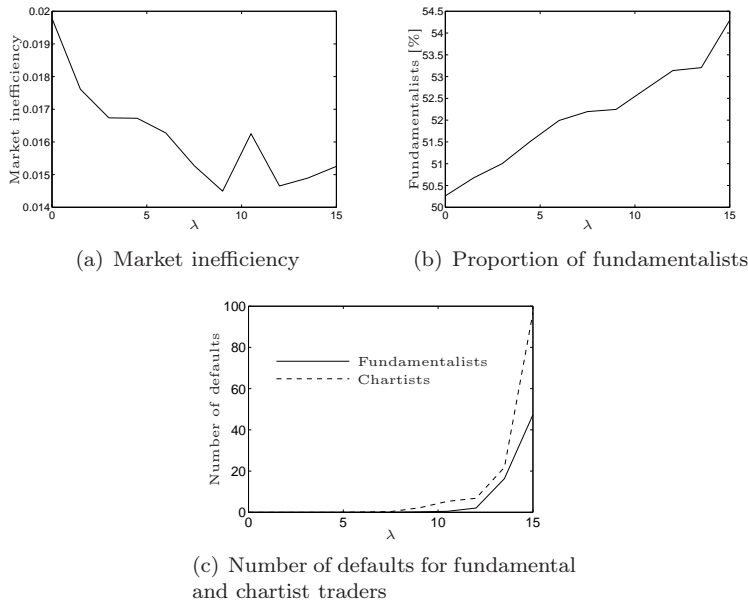 0.02
0.019
0.018
0.017
0.016
0.015
0.014
Market inefficiency
0 5 10 15
λ
(a) Market inefficiency
54.5
54
53.5
53
52.5
52
51.5
51
50.5
50
Fundamentalists [%]
0 5 10 15
λ
(b) Proportion of fundamentalists
100
80
60
40
20
0
Number of defaults
Fundamentalists
Chartists
0 5 10 15
λ
(c) Number of defaults for fundamental
and chartist traders